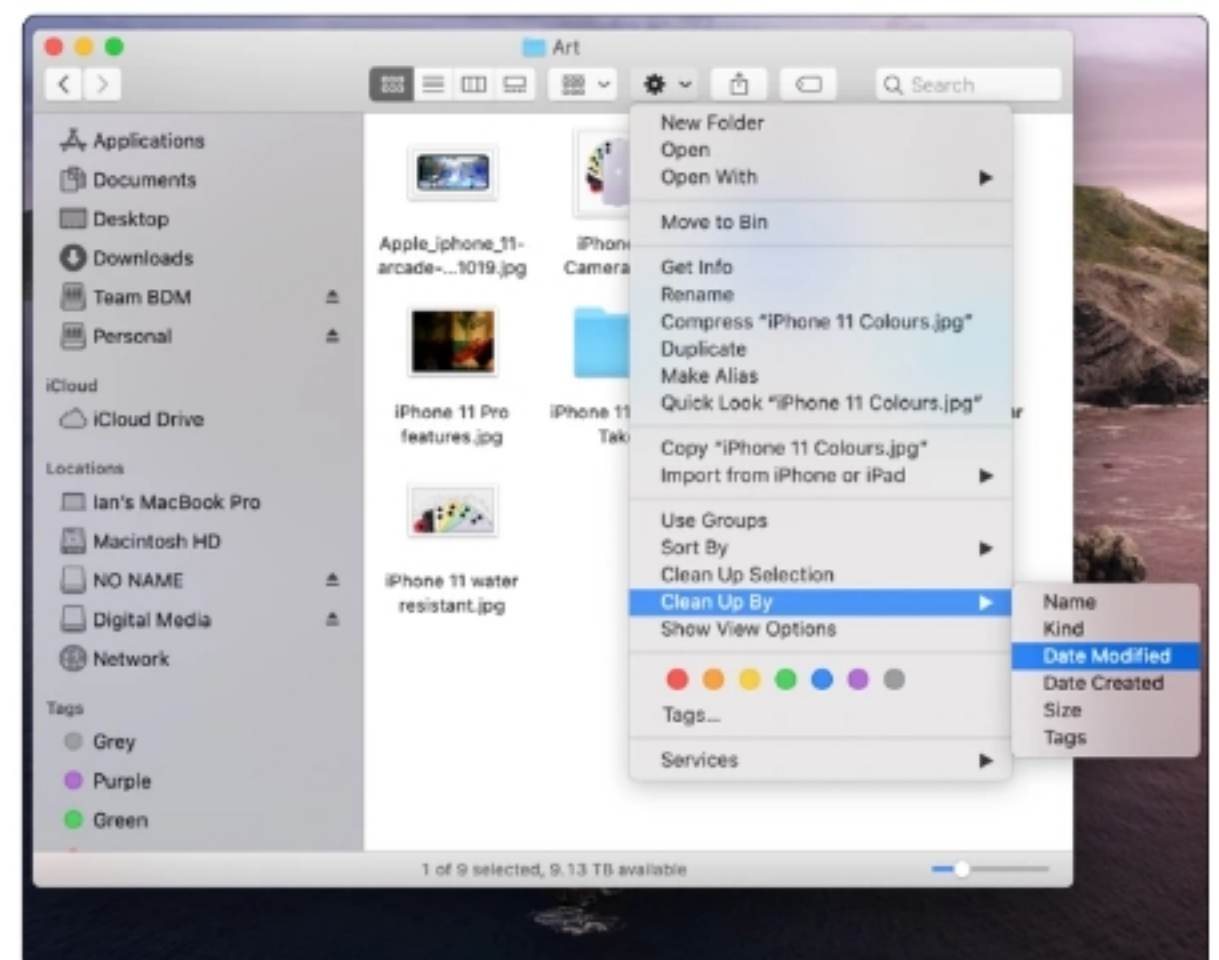 Art
Search
Applications
Documents
Desktop
Downloads
Team BDM
Personal
iCloud
iCloud Drive
Locations
Ian's MacBook Pro
Macintosh HD
NO NAME
Digital Media
Network
Tags
Grey
Purple
Green
Apple_iphone_11-
arcade-...1019.jpg
iPhone
Camera
iPhone 11 Pro
features.jpg
iPhone 11
Tak
iPhone 11 water
resistant.jpg
New Folder
Open
Open With
Move to Bin
Get Info
Rename
Compress "iPhone 11 Colours.jpg"
Duplicate
Make Alias
Quick Look "iPhone 11 Colours.jpg"
Copy "iPhone 11 Colours.jpg"
Import from iPhone or iPad
Use Groups
Sort By
Clean Up Selection
Clean Up By
Show View Options
Tags...
Services
Name
Kind
Date Modified
Date Created
Size
Tags
1 of 9 selected, 9.13 TB available